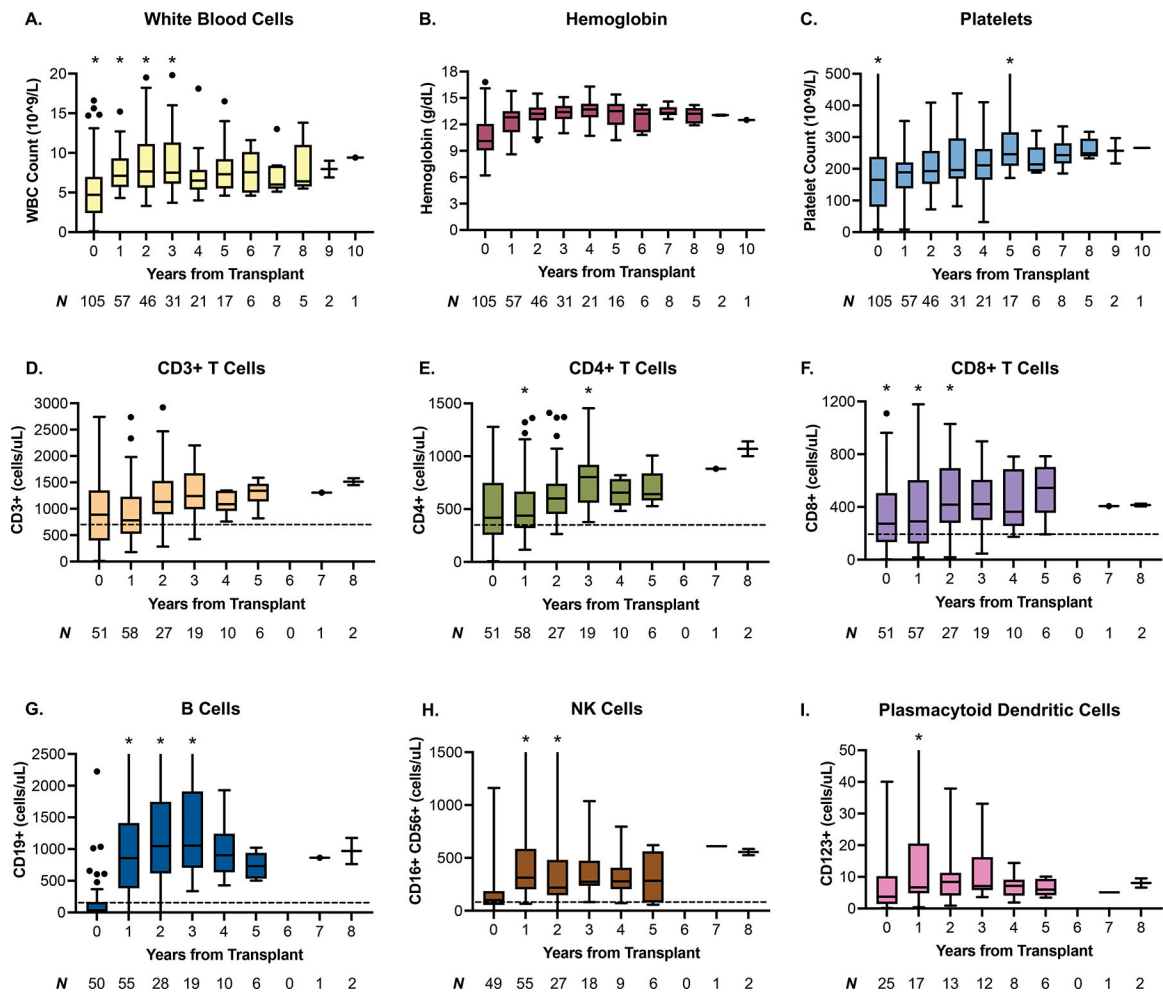 A. White Blood Cells
B. Hemoglobin
C. Platelets
* * * *
WBC Count (10^9/L)
20
15
10
5
0
0 1 2 3 4 5 6 7 8 9 10
Years from Transplant
N 105 57 46 31 21 17 6 8 5 2 1
Hemoglobin (g/dL)
18
15
12
9
6
3
0
0 1 2 3 4 5 6 7 8 9 10
Years from Transplant
105 57 46 31 21 16 6 8 5 2 1
* *
Platelet Count (10^9/L)
500
400
300
200
100
0
0 1 2 3 4 5 6 7 8 9 10
Years from Transplant
N 105 57 46 31 21 17 6 8 5 2 1
D. CD3+ T Cells
CD3+ (cells/uL)
3000
2500
2000
1500
1000
500
0
0 1 2 3 4 5 6 7 8
Years from Transplant
N 51 58 27 19 10 6 0 1 2
E. CD4+ T Cells
* *
CD4+ (cells/uL)
1500
1000
500
0
0 1 2 3 4 5 6 7 8
Years from Transplant
N 51 58 27 19 10 6 0 1 2
F. CD8+ T Cells
* * *
CD8+ (cells/uL)
1200
800
400
0
0 1 2 3 4 5 6 7 8
Years from Transplant
N 51 57 27 19 10 6 0 1 2
G. B Cells
* * *
CD19+ (cells/uL)
2500
2000
1500
1000
500
0
0 1 2 3 4 5 6 7 8
Years from Transplant
N 50 55 28 19 10 6 0 1 2
H. NK Cells
* *
CD16+ CD56+ (cells/uL)
1500
1000
500
0
0 1 2 3 4 5 6 7 8
Years from Transplant
N 49 55 27 18 9 6 0 1 2
I. Plasmacytoid Dendritic Cells
*
CD123+ (cells/uL)
50
40
30
20
10
0
0 1 2 3 4 5 6 7 8
Years from Transplant
N 25 17 13 12 8 6 0 1 2